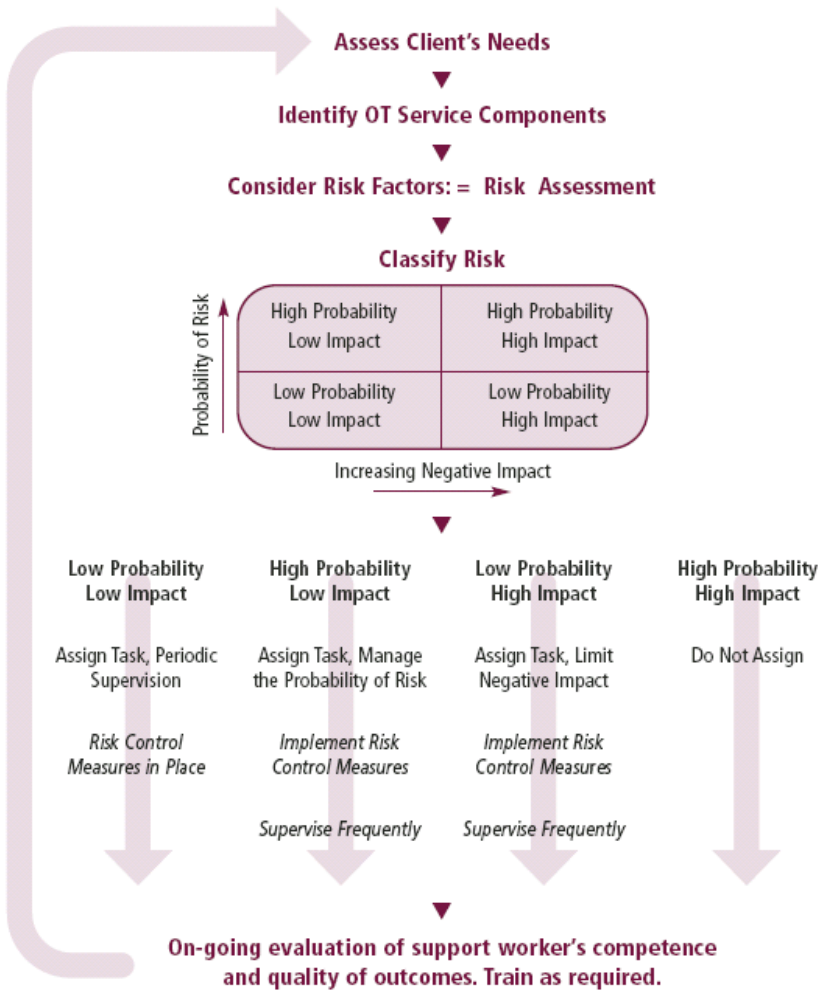 Assess Client's Needs
Identify OT Service Components
Consider Risk Factors: = Risk Assessment
Classify Risk
Probability of Risk
High Probability
Low Impact
High Probability
High Impact
Low Probability
Low Impact
Low Probability
High Impact
Increasing Negative Impact
Low Probability
Low Impact
Assign Task, Periodic
Supervision
Risk Control
Measures in Place
High Probability
Low Impact
Assign Task, Manage
the Probability of Risk
Implement Risk
Control Measures
Supervise Frequently
Low Probability
High Impact
Assign Task, Limit
Negative Impact
Implement Risk
Control Measures
Supervise Frequently
High Probability
High Impact
Do Not Assign
On-going evaluation of support worker's competence
and quality of outcomes. Train as required.